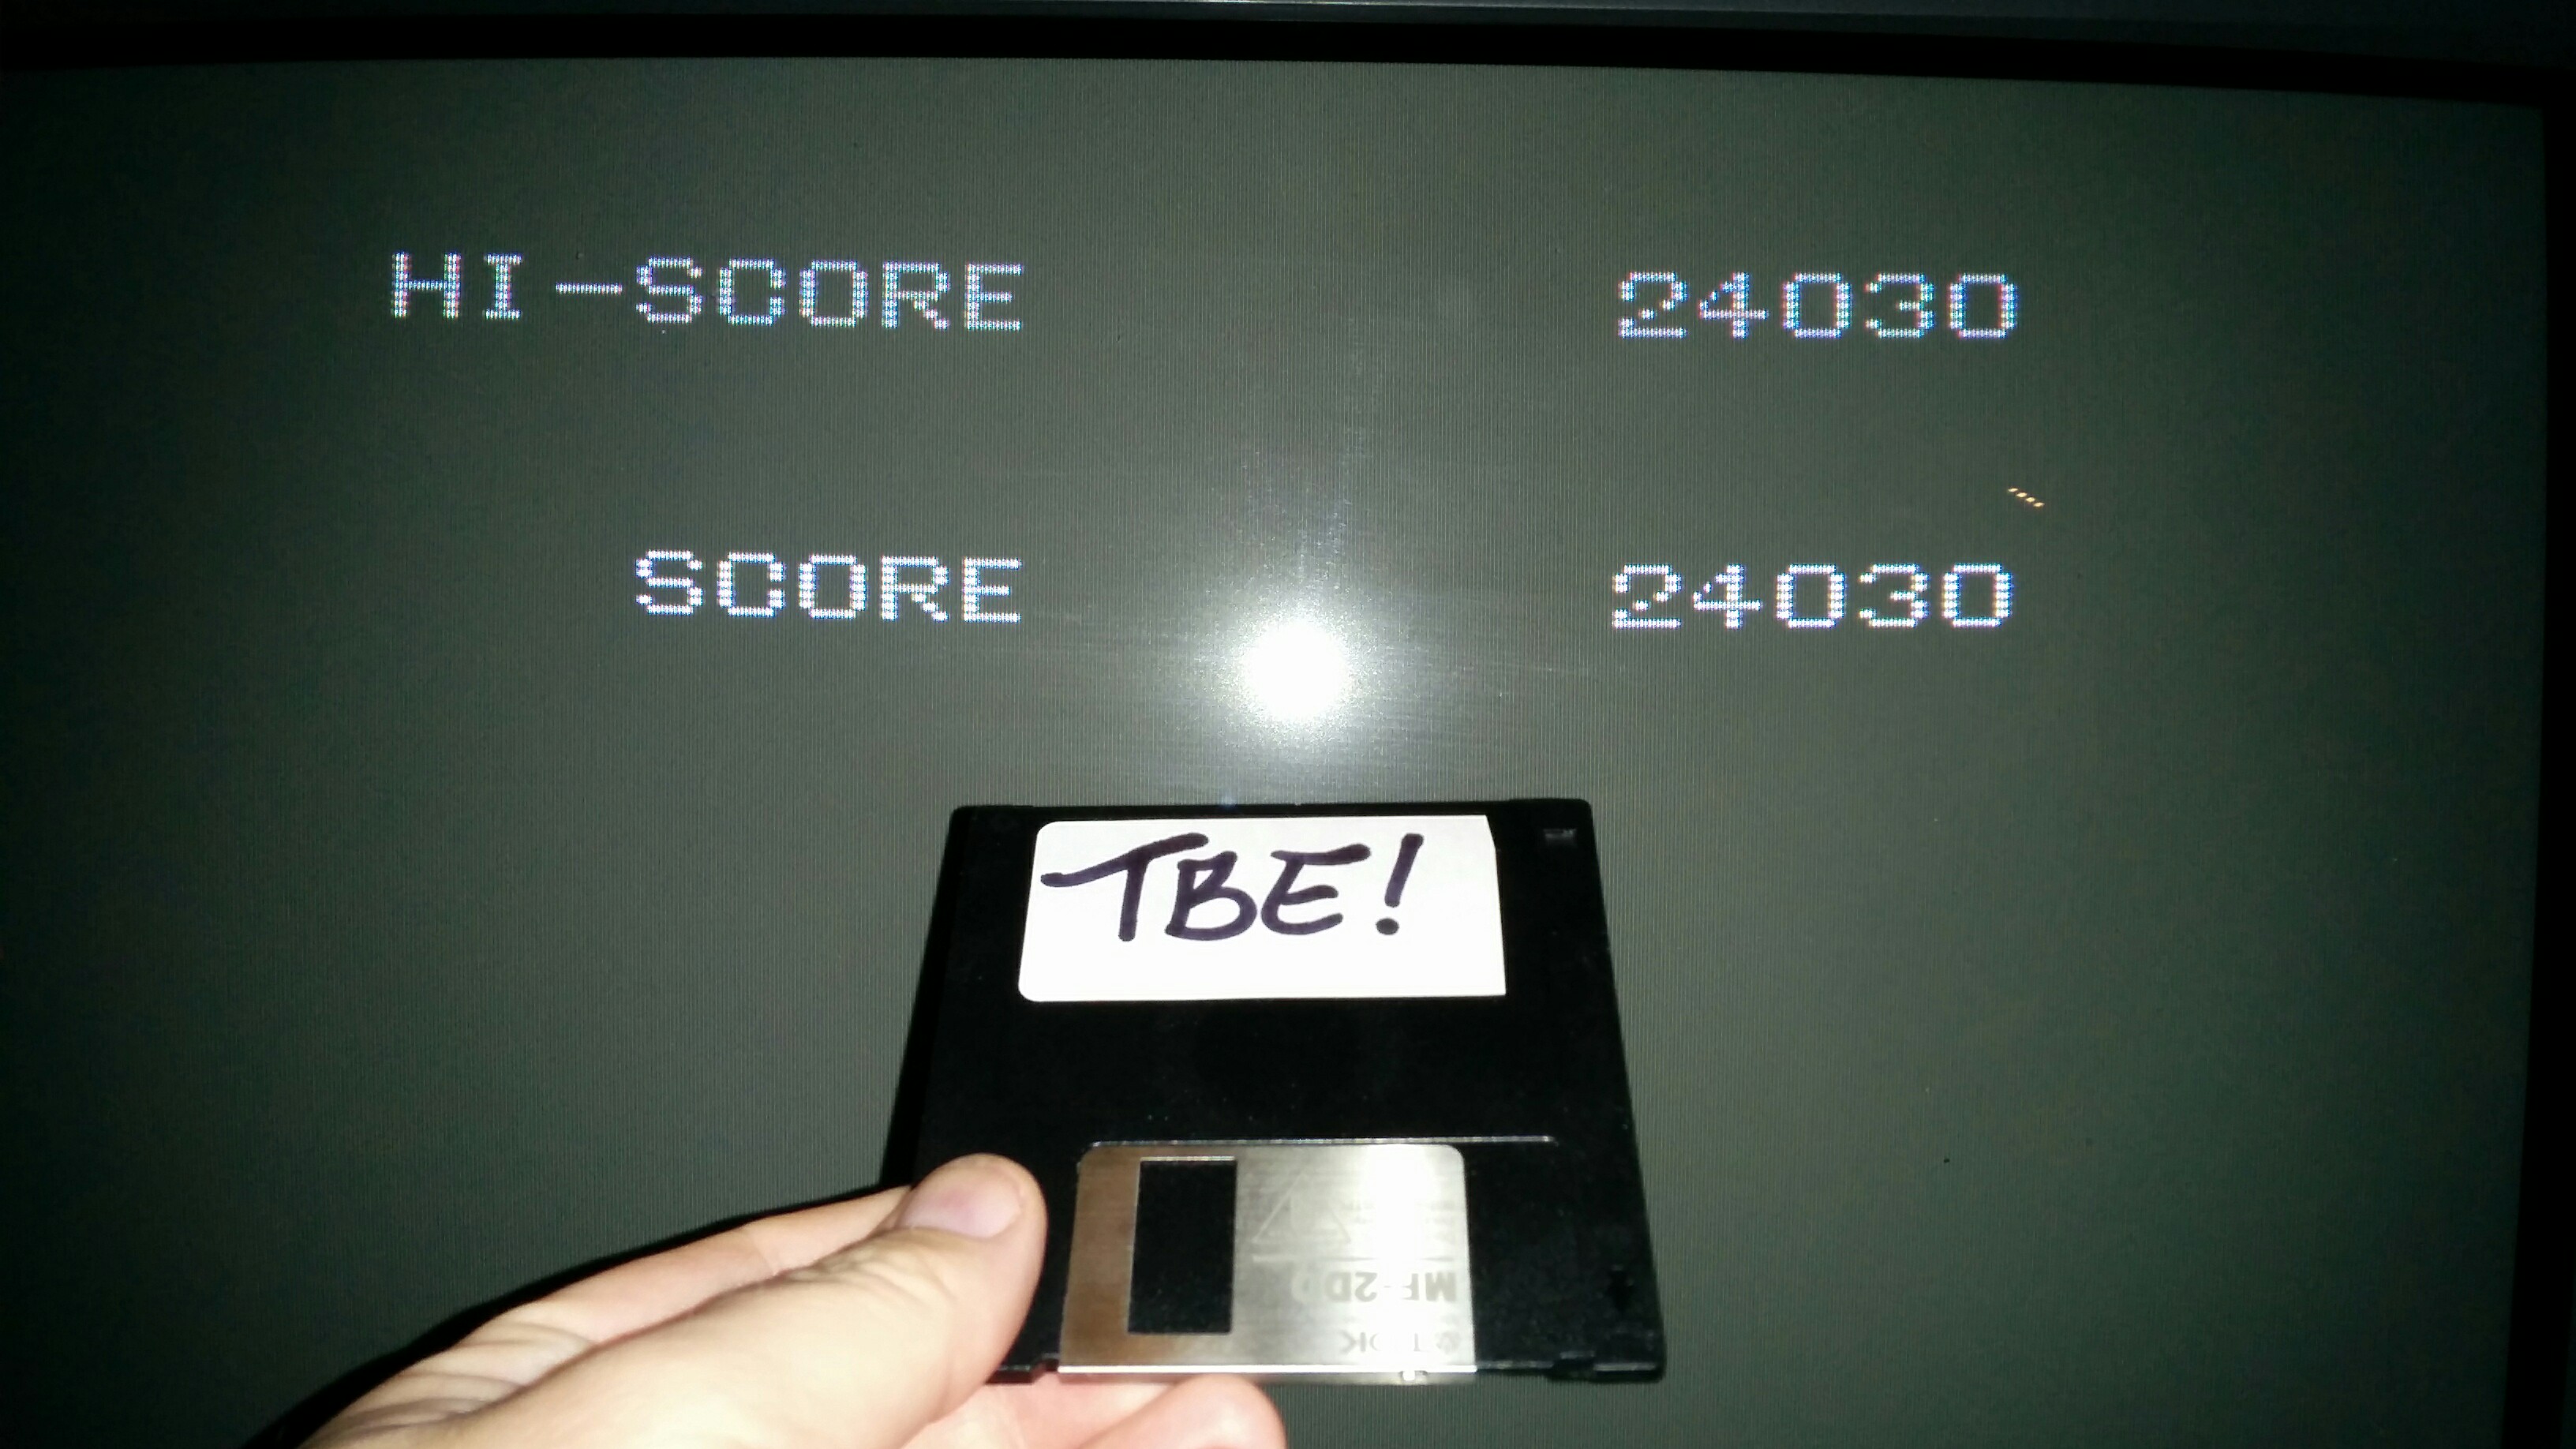 HI-SCORE 24030
SCORE 24030
TBE!
MF-2DD
TDK